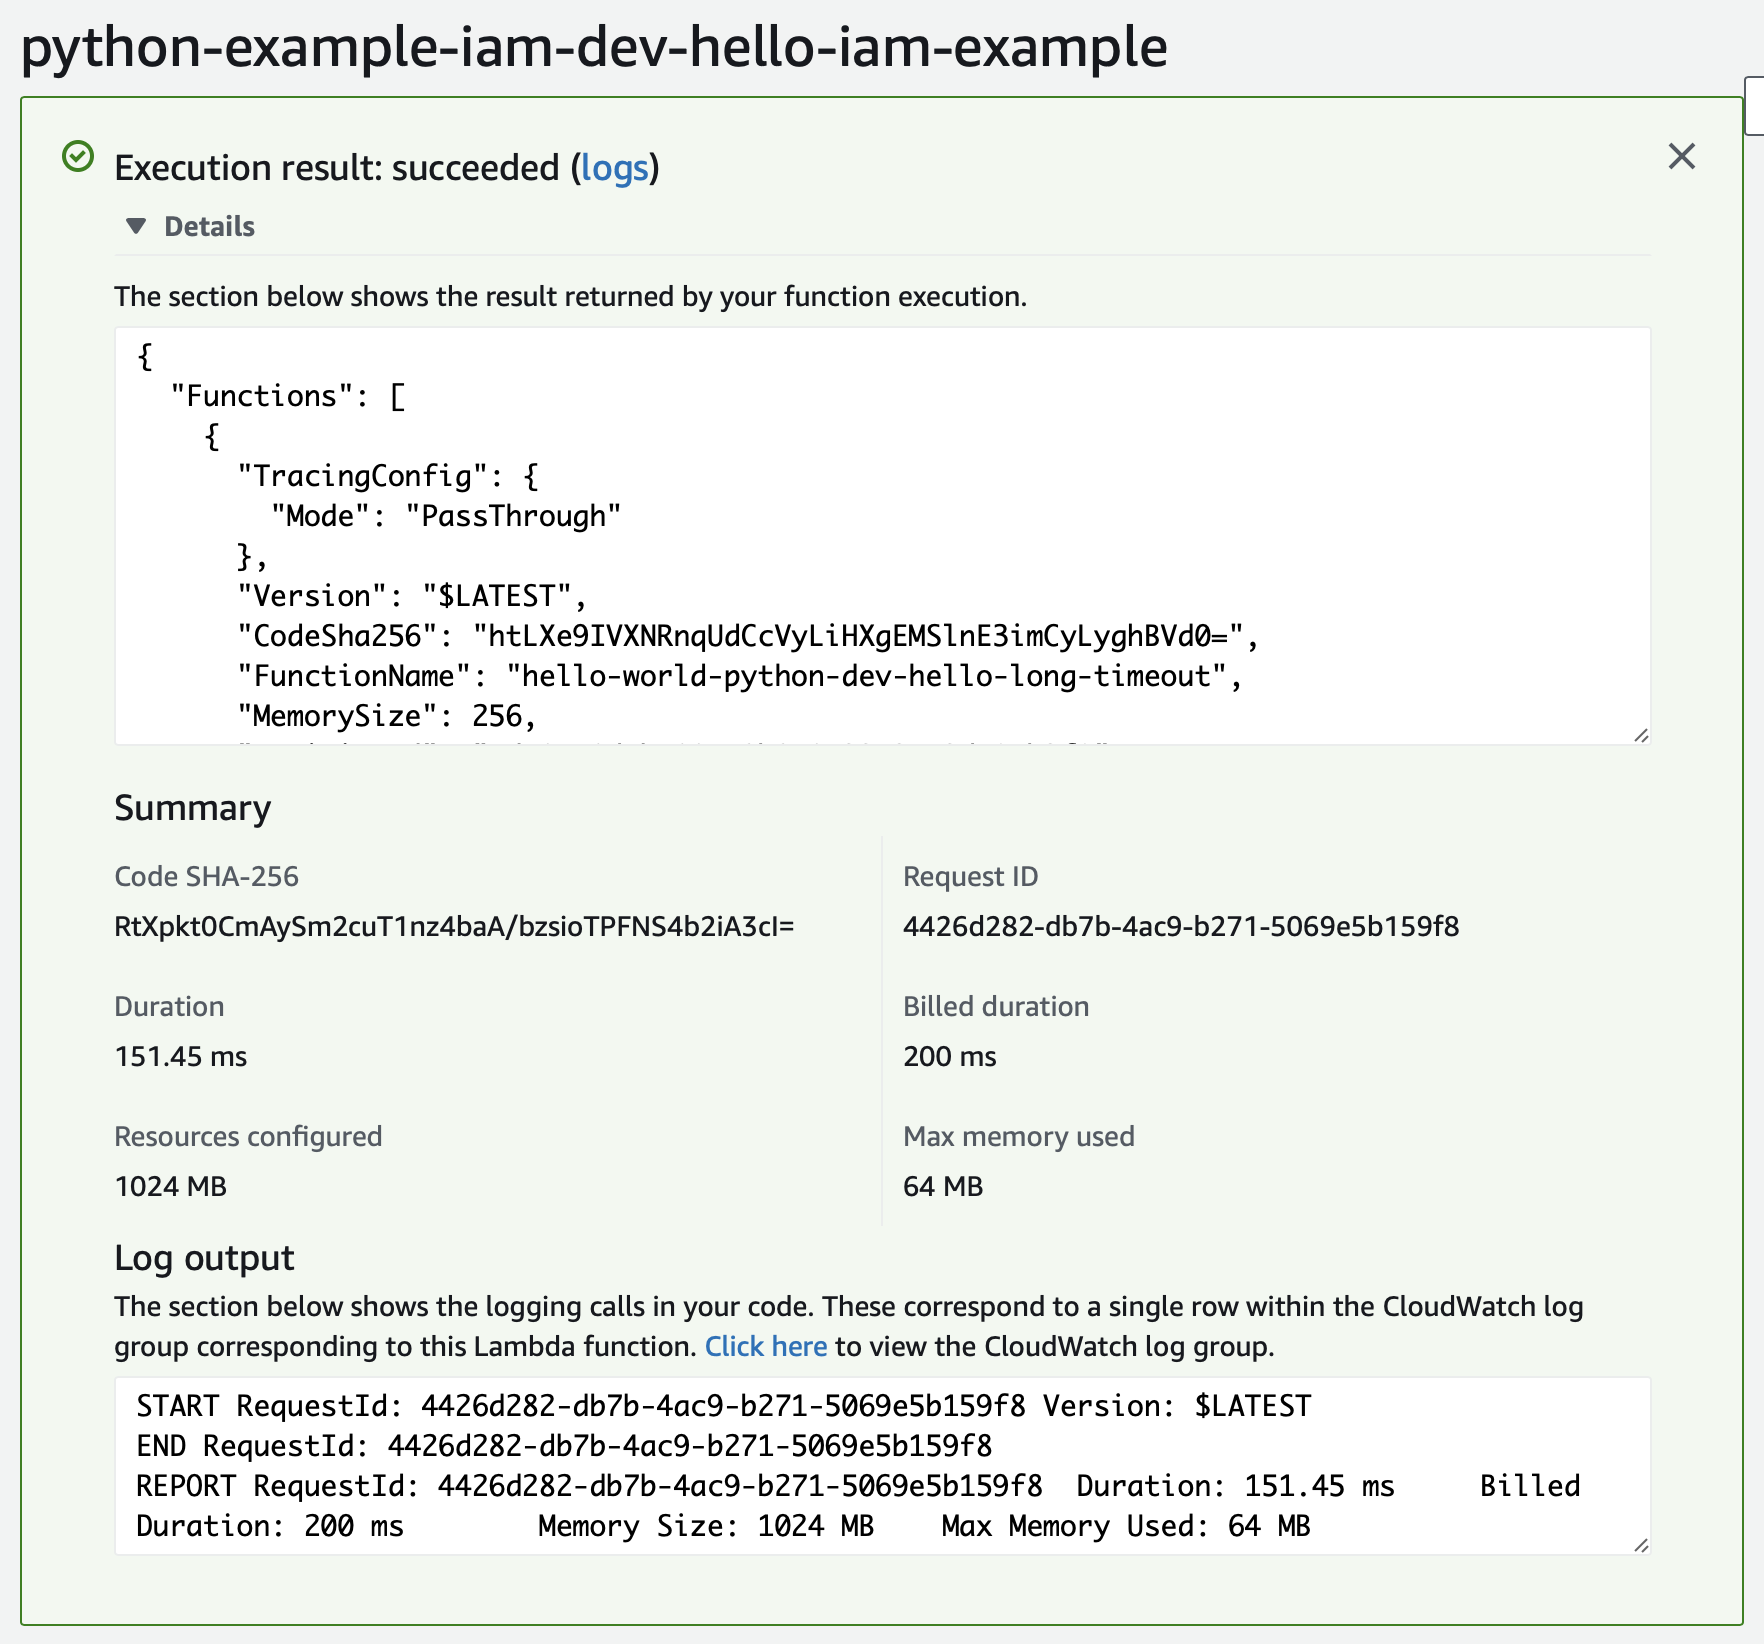 python-example-iam-dev-hello-iam-example
Execution result: succeeded (logs)
Details
The section below shows the result returned by your function execution.
{
  "Functions": [
    {
      "TracingConfig": {
        "Mode": "PassThrough"
      },
      "Version": "$LATEST",
      "CodeSha256": "htLXe9IVXNRnqUdCcVyLiHXgEMSlnE3imCyLyghBVd0=",
      "FunctionName": "hello-world-python-dev-hello-long-timeout",
      "MemorySize": 256,
Summary
Code SHA-256
RtXpkt0CmAySm2cuT1nz4baA/bzsioTPFNS4b2iA3cI=
Request ID
4426d282-db7b-4ac9-b271-5069e5b159f8
Duration
151.45 ms
Billed duration
200 ms
Resources configured
1024 MB
Max memory used
64 MB
Log output
The section below shows the logging calls in your code. These correspond to a single row within the CloudWatch log
group corresponding to this Lambda function. Click here to view the CloudWatch log group.
START RequestId: 4426d282-db7b-4ac9-b271-5069e5b159f8 Version: $LATEST
END RequestId: 4426d282-db7b-4ac9-b271-5069e5b159f8
REPORT RequestId: 4426d282-db7b-4ac9-b271-5069e5b159f8  Duration: 151.45 ms     Billed
Duration: 200 ms        Memory Size: 1024 MB    Max Memory Used: 64 MB